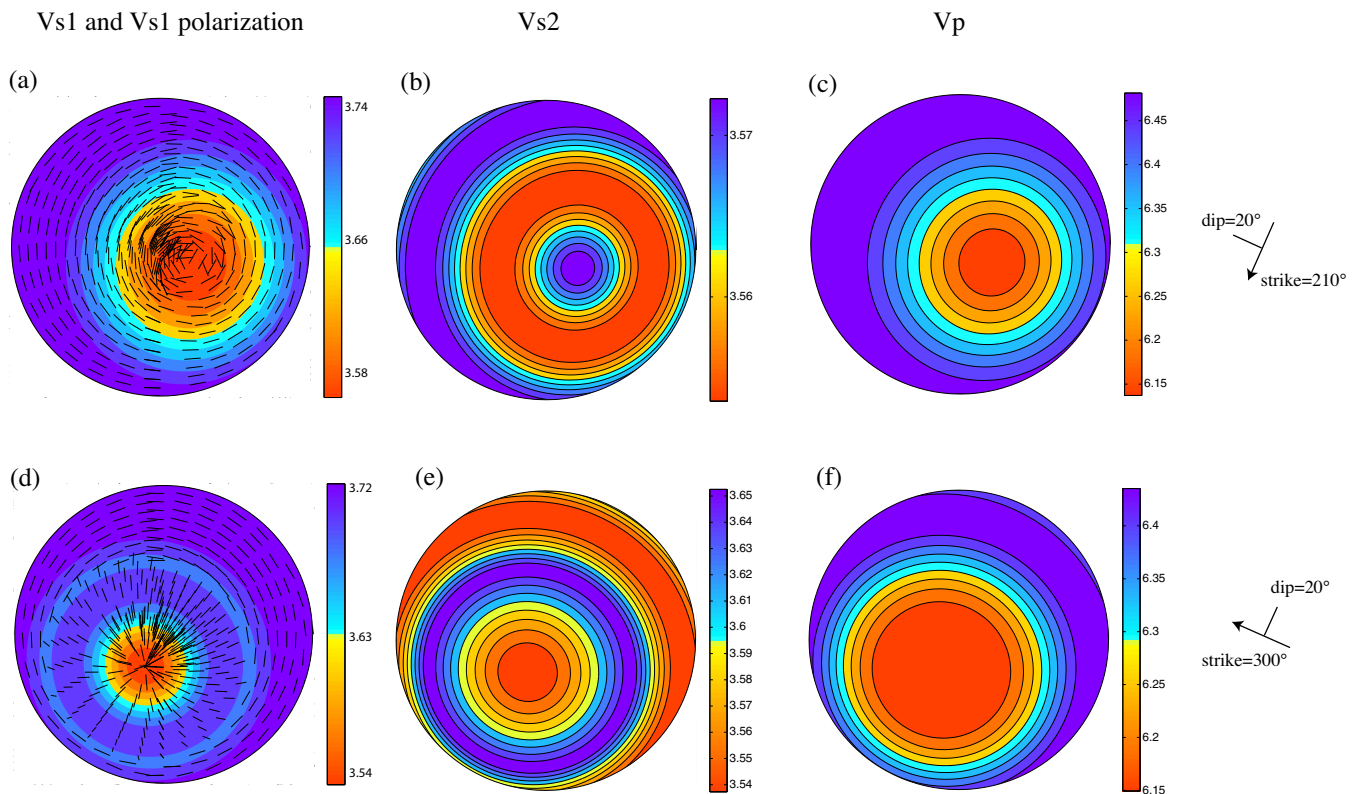 Vs1 and Vs1 polarization
Vs2
Vp
(a)
3.74
3.66
3.58
(b)
3.57
3.56
(c)
6.45
6.4
6.35
6.3
6.25
6.2
6.15
dip=20°
strike=210°
(d)
3.72
3.63
3.54
(e)
3.65
3.64
3.63
3.62
3.61
3.6
3.59
3.58
3.57
3.56
3.55
3.54
(f)
6.4
6.35
6.3
6.25
6.2
6.15
dip=20°
strike=300°